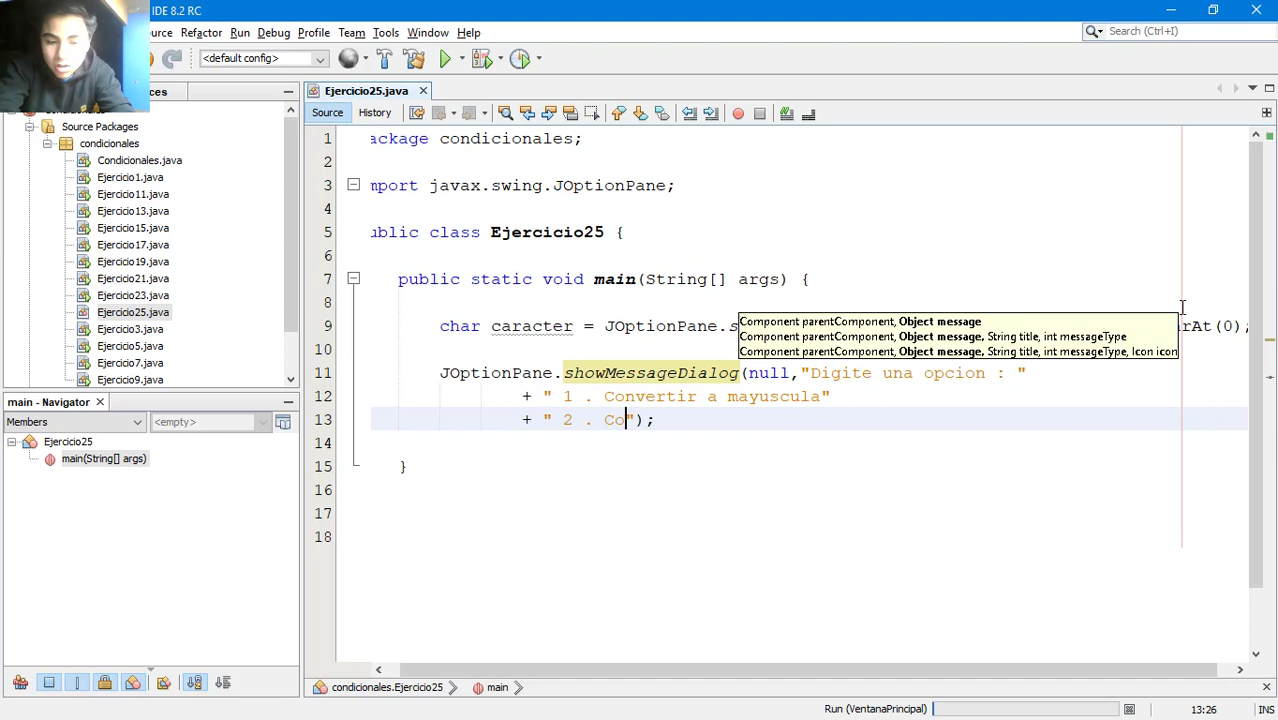 IDE 8.2 RC
urce Refactor Run Debug Profile Team Tools Window Help
Search (Ctrl+I)
<default config>
ces
Ejercicio25.java
Source History
Source Packages
condicionales
Condicionales.java
Ejercicio1.java
Ejercicio11.java
Ejercicio13.java
Ejercicio15.java
Ejercicio17.java
Ejercicio19.java
Ejercicio21.java
Ejercicio23.java
Ejercicio25.java
Ejercicio3.java
Ejercicio5.java
Ejercicio7.java
Ejercicio9.java
main - Navigator
Members <empty>
Ejercicio25
main(String[] args)
1 ackage condicionales;
2
3 mport javax.swing.JOptionPane;
4
5 ublic class Ejercicio25 {
6
7 public static void main(String[] args) {
8
9 char caracter = JOptionPane.s rAt(0);
Component parentComponent, Object message
Component parentComponent, Object message, String title, int messageType
Component parentComponent, Object message, String title, int messageType, Icon icon
10
11 JOptionPane.showMessageDialog(null,"Digite una opcion : "
12 + " 1 . Convertir a mayuscula"
13 + " 2 . Co");
14
15 }
16
17
18
condicionales.Ejercicio25 main
Run (VentanaPrincipal) 13:26 INS